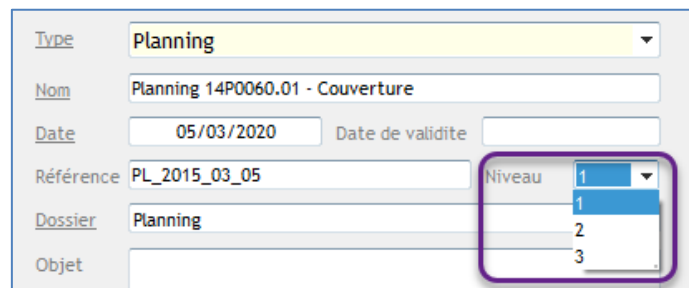 Type Planning
Nom Planning 14P0060.01 - Couverture
Date 05/03/2020 Date de validite
Référence PL_2015_03_05 Niveau 1
1
Dossier Planning 2
Objet 3